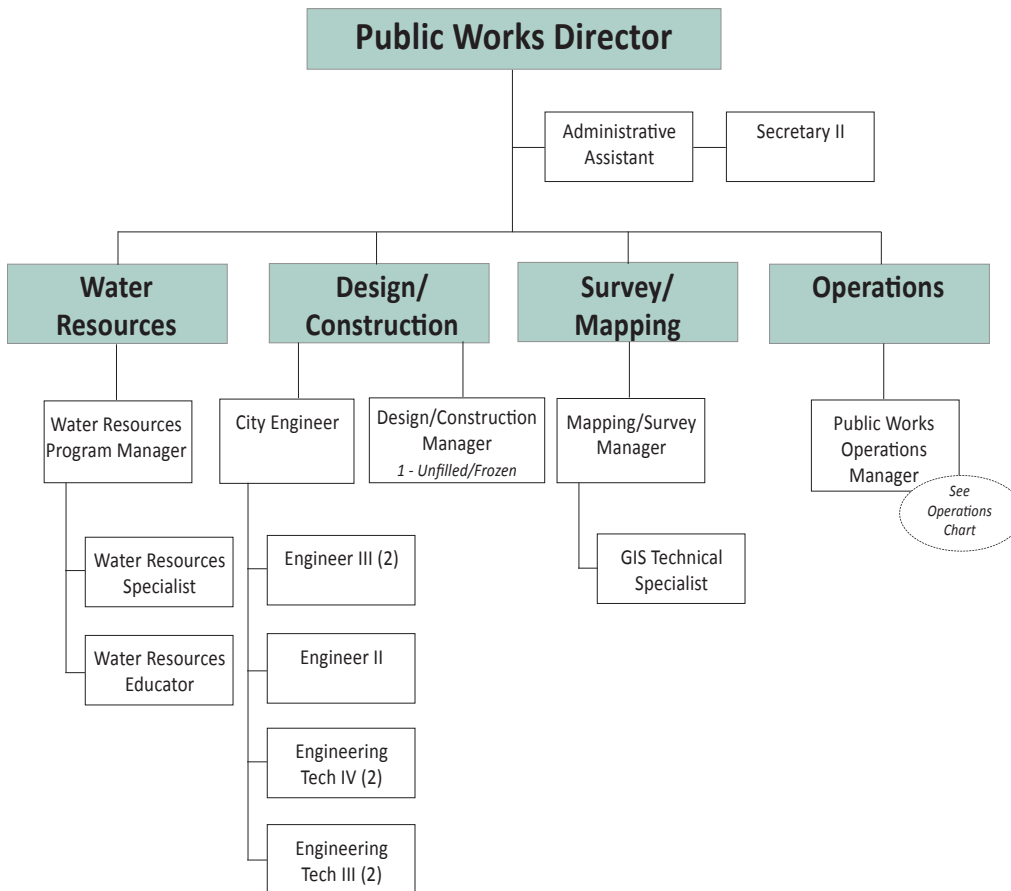 Public Works Director
Administrative
Assistant
Secretary II
Water
Resources
Design/
Construction
Survey/
Mapping
Operations
Water Resources
Program Manager
City Engineer
Design/Construction
Manager
1 - Unfilled/Frozen
Mapping/Survey
Manager
Public Works
Operations
Manager
See
Operations
Chart
Water Resources
Specialist
Engineer III (2)
GIS Technical
Specialist
Water Resources
Educator
Engineer II
Engineering
Tech IV (2)
Engineering
Tech III (2)